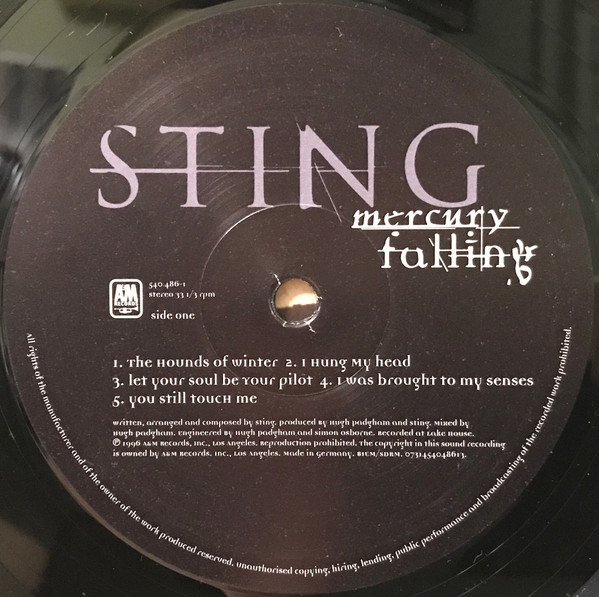 STING
mercury
falling
A&M
RECORDS
540 486-1
stereo 33 1/3 rpm
side one
1. The Hounds of winter 2. I Hung My head
3. let your soul be your pilot 4. I was brought to my senses
5. you still touch me
written, arranged and composed by sting. produced by Hugh padgham and sting. Mixed by
Hugh padgham. engineered by Hugh padgham and simon osborne. Recorded at Lake House.
℗ 1996 A&M Records, Inc., Los Angeles. Reproduction prohibited. The copyright in this sound recording
is owned by A&M Records, Inc., Los Angeles. Made in Germany. BIEM/SDRM. 0731454048613.
All rights of the manufacturer and of the owner of the work produced reserved. unauthorised copying, hiring, lending, public performance and broadcasting of the recorded work prohibited.